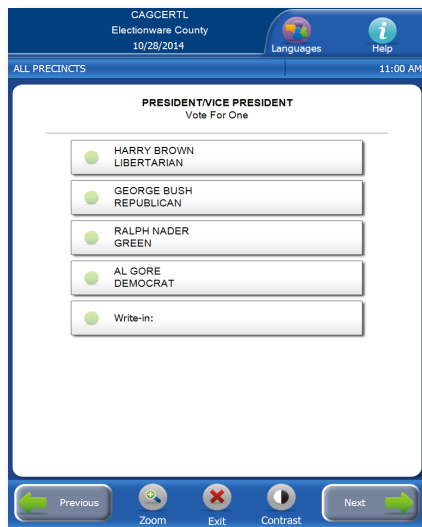 CAGCERTL
Electionware County
10/28/2014
Languages
Help
ALL PRECINCTS
11:00 AM
PRESIDENT/VICE PRESIDENT
Vote For One
HARRY BROWN
LIBERTARIAN
GEORGE BUSH
REPUBLICAN
RALPH NADER
GREEN
AL GORE
DEMOCRAT
Write-in:
Previous
Zoom
Exit
Contrast
Next